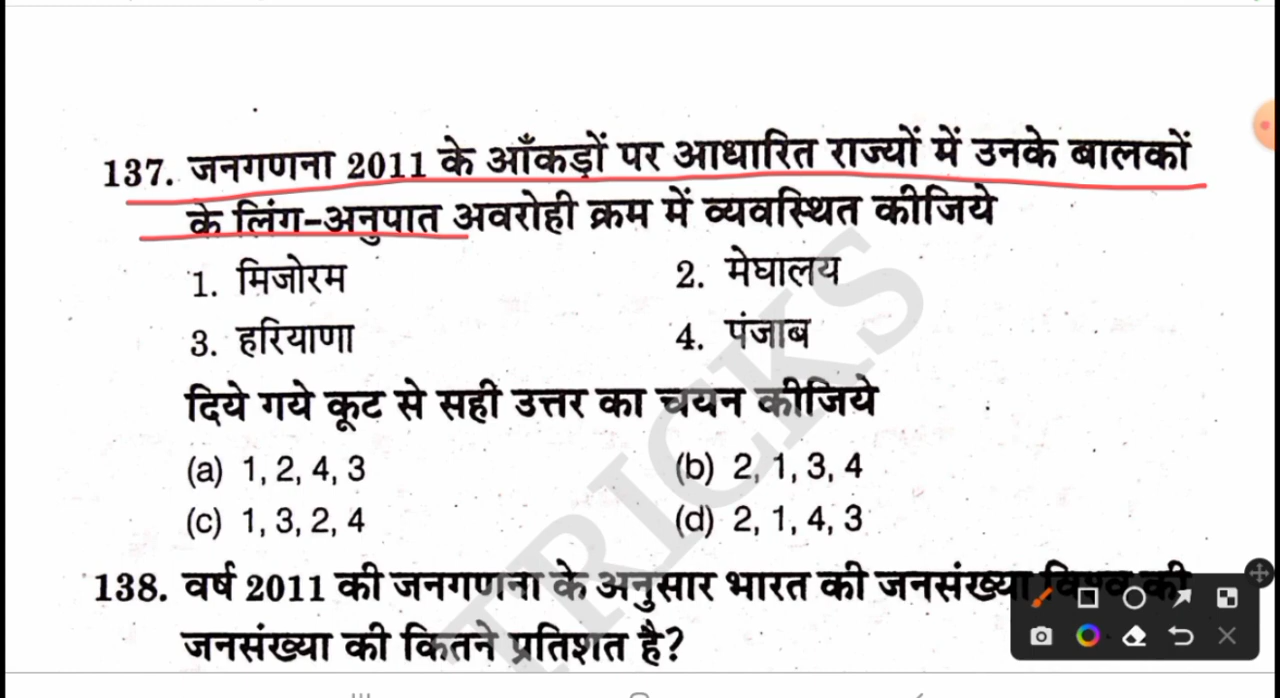 137. जनगणना 2011 के आँकड़ों पर आधारित राज्यों में उनके बालकों
के लिंग-अनुपात अवरोही क्रम में व्यवस्थित कीजिये
1. मिजोरम 2. मेघालय
3. हरियाणा 4. पंजाब
दिये गये कूट से सही उत्तर का चयन कीजिये
(a) 1, 2, 4, 3 (b) 2, 1, 3, 4
(c) 1, 3, 2, 4 (d) 2, 1, 4, 3
138. वर्ष 2011 की जनगणना के अनुसार भारत की जनसंख्या विश्व की
जनसंख्या की कितने प्रतिशत है?
TRICKS